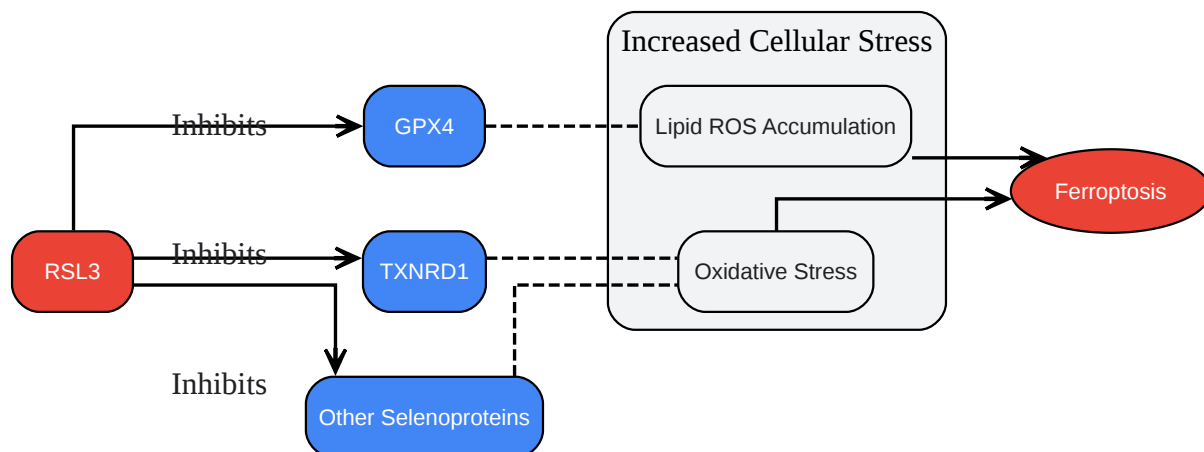 Increased Cellular Stress
Inhibits
GPX4
Lipid ROS Accumulation
Ferroptosis
Inhibits
RSL3
TXNRD1
Oxidative Stress
Inhibits
Other Selenoproteins